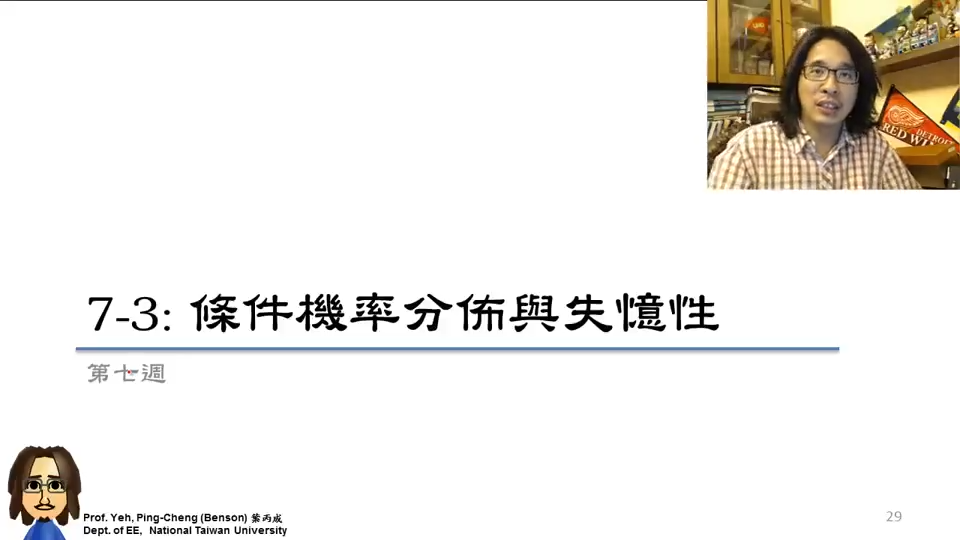 RED WI
DETROIT
7-3: 條件機率分佈與失憶性
第七週
Prof. Yeh, Ping-Cheng (Benson) 葉丙成
Dept. of EE, National Taiwan University
29